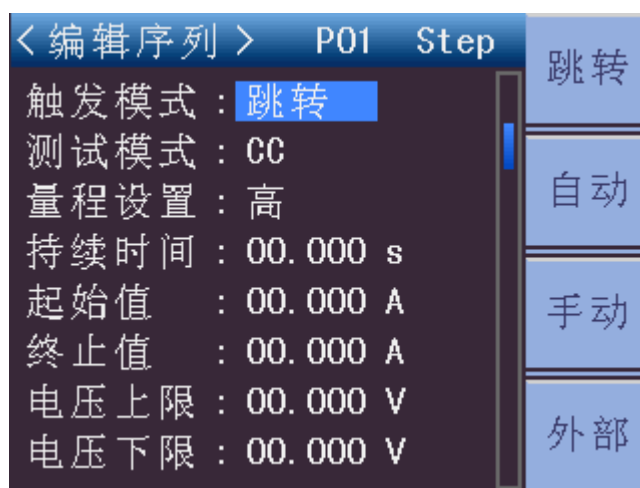 <编辑序列> P01 Step
触发模式:跳转
测试模式:CC
量程设置:高
持续时间:00.000 s
起始值 :00.000 A
终止值 :00.000 A
电压上限:00.000 V
电压下限:00.000 V
跳转
自动
手动
外部